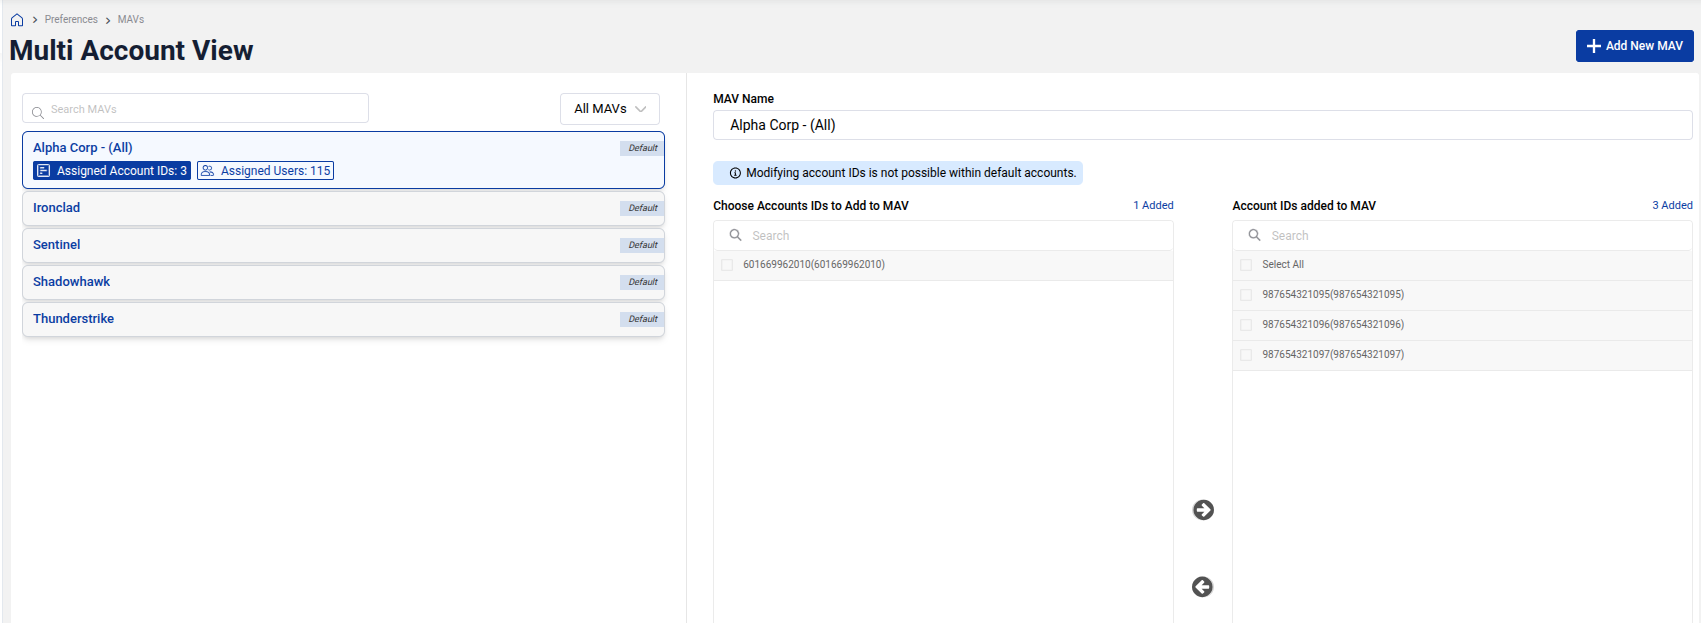 Preferences > MAVs
Multi Account View
Add New MAV
Search MAVs
All MAVs
Alpha Corp - (All)
Default
Assigned Account IDs: 3
Assigned Users: 115
Ironclad
Default
Sentinel
Default
Shadowhawk
Default
Thunderstrike
Default
MAV Name
Alpha Corp - (All)
Modifying account IDs is not possible within default accounts.
Choose Accounts IDs to Add to MAV
1 Added
Search
601669962010(601669962010)
Account IDs added to MAV
3 Added
Search
Select All
987654321095(987654321095)
987654321096(987654321096)
987654321097(987654321097)